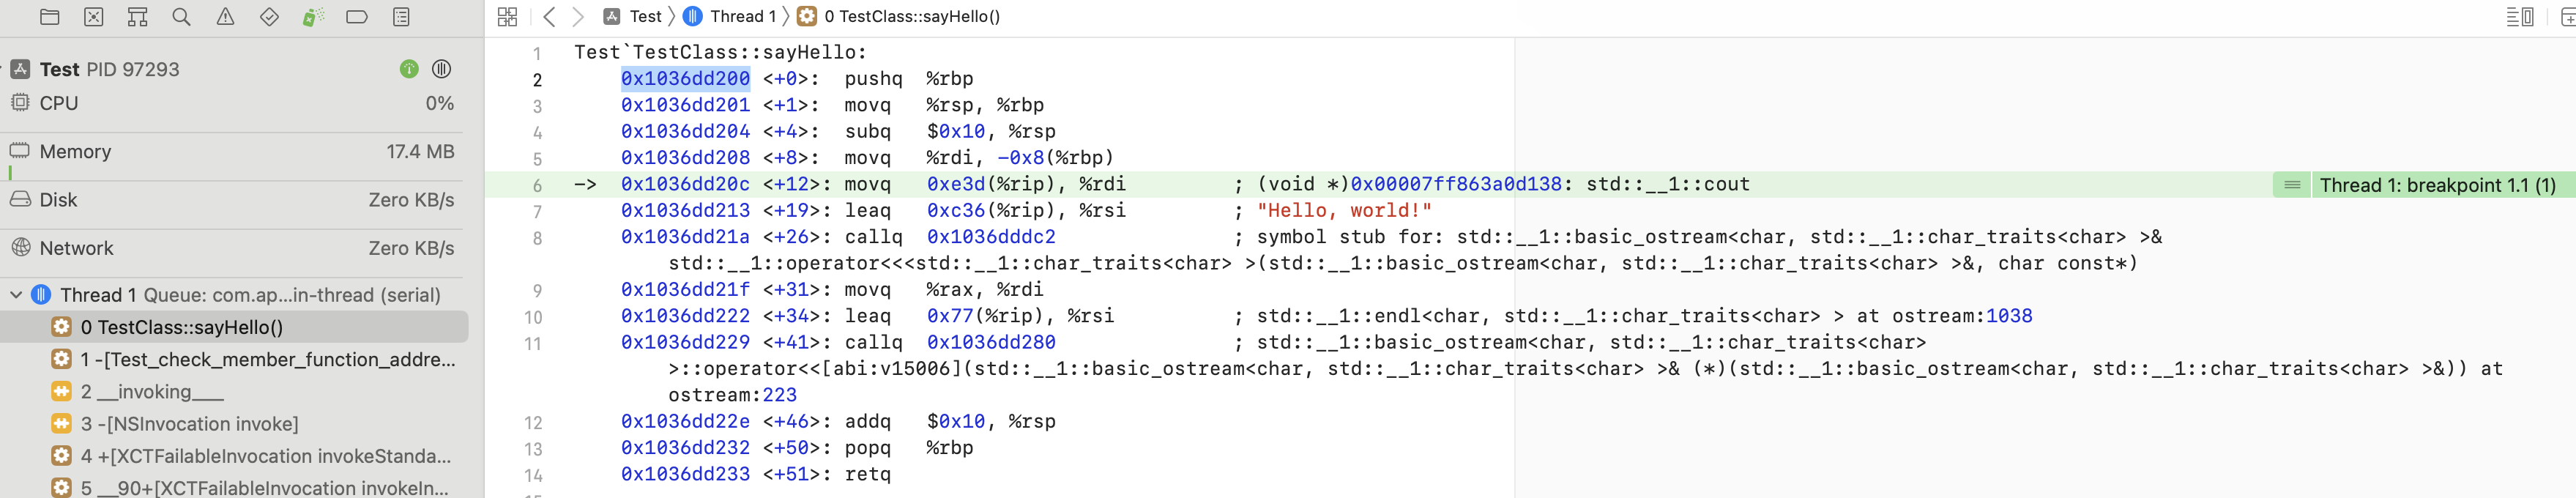 Test
Thread 1
0 TestClass::sayHello()
Test PID 97293
CPU 0%
Memory 17.4 MB
Disk Zero KB/s
Network Zero KB/s
Thread 1 Queue: com.ap...in-thread (serial)
0 TestClass::sayHello()
1 -[Test_check_member_function_addre...
2 __invoking___
3 -[NSInvocation invoke]
4 +[XCTFailableInvocation invokeStanda...
5 __90+[XCTFailableInvocation invokeIn...
1 Test`TestClass::sayHello:
2 0x1036dd200 <+0>: pushq %rbp
3 0x1036dd201 <+1>: movq %rsp, %rbp
4 0x1036dd204 <+4>: subq $0x10, %rsp
5 0x1036dd208 <+8>: movq %rdi, -0x8(%rbp)
6 -> 0x1036dd20c <+12>: movq 0xe3d(%rip), %rdi ; (void *)0x00007ff863a0d138: std::__1::cout Thread 1: breakpoint 1.1 (1)
7 0x1036dd213 <+19>: leaq 0xc36(%rip), %rsi ; "Hello, world!"
8 0x1036dd21a <+26>: callq 0x1036dddc2 ; symbol stub for: std::__1::basic_ostream<char, std::__1::char_traits<char> >&
std::__1::operator<<<std::__1::char_traits<char> >(std::__1::basic_ostream<char, std::__1::char_traits<char> >&, char const*)
9 0x1036dd21f <+31>: movq %rax, %rdi
10 0x1036dd222 <+34>: leaq 0x77(%rip), %rsi ; std::__1::endl<char, std::__1::char_traits<char> > at ostream:1038
11 0x1036dd229 <+41>: callq 0x1036dd280 ; std::__1::basic_ostream<char, std::__1::char_traits<char>
>::operator<<[abi:v15006](std::__1::basic_ostream<char, std::__1::char_traits<char> >& (*)(std::__1::basic_ostream<char, std::__1::char_traits<char> >&)) at
ostream:223
12 0x1036dd22e <+46>: addq $0x10, %rsp
13 0x1036dd232 <+50>: popq %rbp
14 0x1036dd233 <+51>: retq